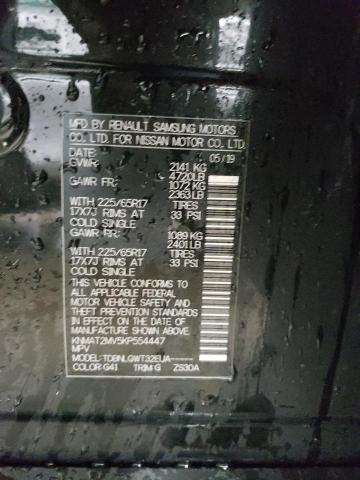 MFD. BY RENAULT SAMSUNG MOTORS
CO. LTD. FOR NISSAN MOTOR CO. LTD.
DATE: 05/19
GVWR: 2141 KG
4720LB
GAWR FR: 1072 KG
2363LB
WITH 225/65R17 TIRES
17X7J RIMS AT 33 PSI
COLD SINGLE
GAWR RR: 1089 KG
2401LB
WITH 225/65R17 TIRES
17X7J RIMS AT 33 PSI
COLD SINGLE
THIS VEHICLE CONFORMS
TO ALL APPLICABLE FEDERAL
MOTOR VEHICLE SAFETY
STANDARDS IN EFFECT ON
THE DATE OF MANUFACTURE
SHOWN ABOVE.
KNMAT2MV5KP554447
MPV
MODEL: TDBNLQWT32EUA-----
COLOR: G41 TRIM: G ZS30A